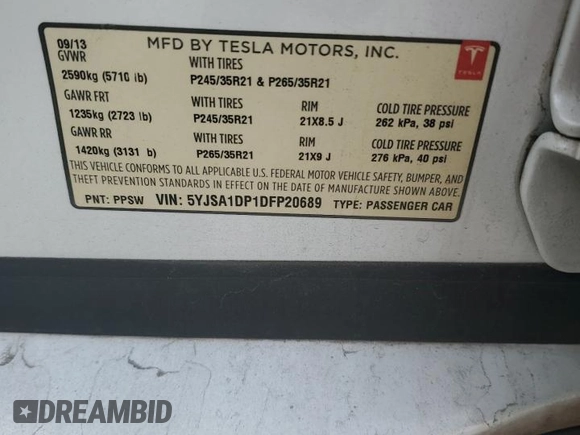 09/13 MFD BY TESLA MOTORS, INC.
GVWR WITH TIRES
2590kg (5710 lb) P245/35R21 & P265/35R21
GAWR FRT WITH TIRES RIM COLD TIRE PRESSURE
1235kg (2723 lb) P245/35R21 21X8.5 J 262 kPa, 38 psi
GAWR RR WITH TIRES RIM COLD TIRE PRESSURE
1420kg (3131 b) P265/35R21 21X9 J 276 kPa, 40 psi
THIS VEHICLE CONFORMS TO ALL APPLICABLE U.S. FEDERAL MOTOR VEHICLE SAFETY, BUMPER, AND
THEFT PREVENTION STANDARDS IN EFFECT ON THE DATE OF MANUFACTURE SHOWN ABOVE.
PNT: PPSW VIN: 5YJSA1DP1DFP20689 TYPE: PASSENGER CAR
TESLA
DREAMBID